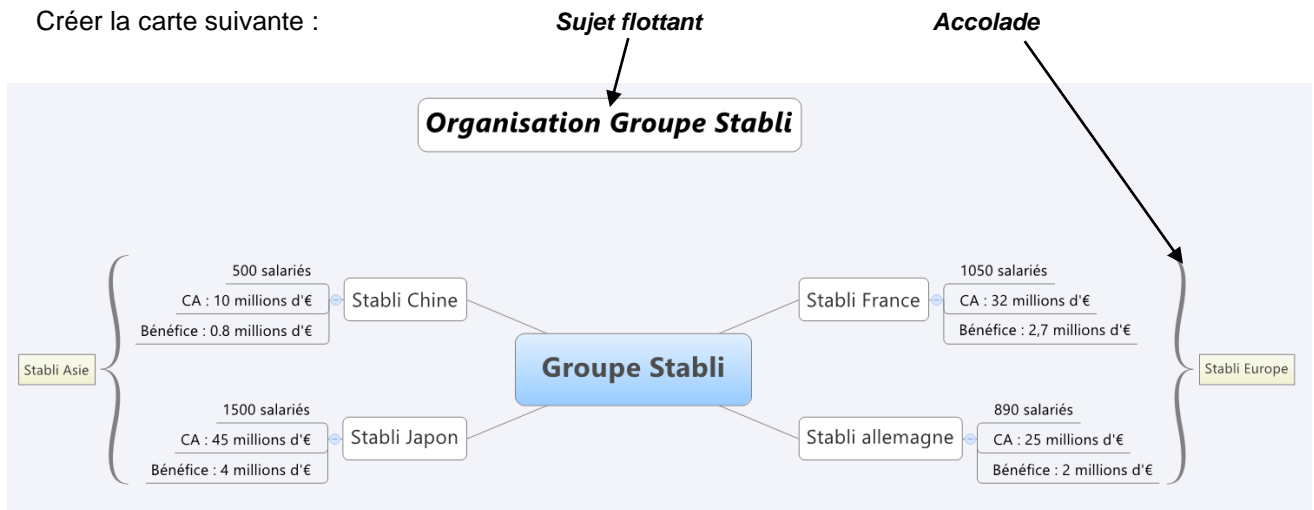 Créer la carte suivante :
Sujet flottant
Accolade
Organisation Groupe Stabli
500 salariés
CA : 10 millions d'€
Bénéfice : 0.8 millions d'€
Stabli Chine
Stabli France
1050 salariés
CA : 32 millions d'€
Bénéfice : 2,7 millions d'€
Stabli Asie
Groupe Stabli
Stabli Europe
1500 salariés
CA : 45 millions d'€
Bénéfice : 4 millions d'€
Stabli Japon
Stabli allemagne
890 salariés
CA : 25 millions d'€
Bénéfice : 2 millions d'€